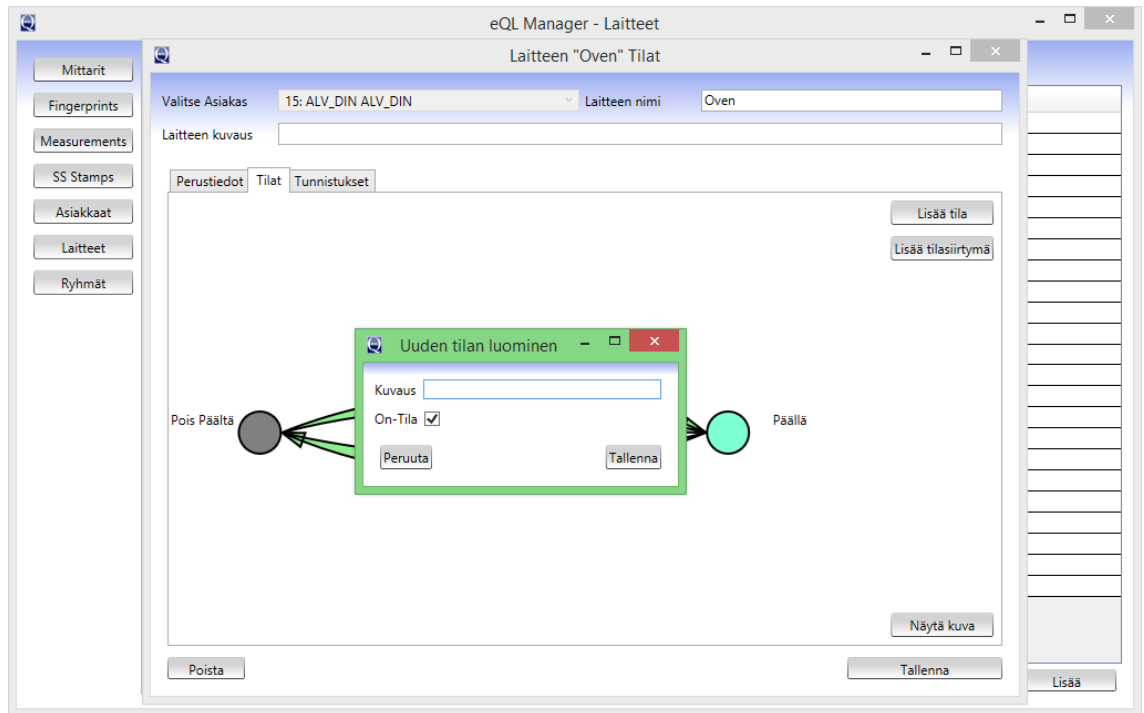 eQL Manager - Laitteet
Laitteen "Oven" Tilat
Mittarit
Fingerprints
Measurements
SS Stamps
Asiakkaat
Laitteet
Ryhmät
Valitse Asiakas 15: ALV_DIN ALV_DIN Laitteen nimi Oven
Laitteen kuvaus
Perustiedot Tilat Tunnistukset
Lisää tila
Lisää tilasiirtymä
Uuden tilan luominen
Kuvaus
On-Tila
Peruuta Tallenna
Pois Päältä
Päällä
Näytä kuva
Poista Tallenna
Lisää